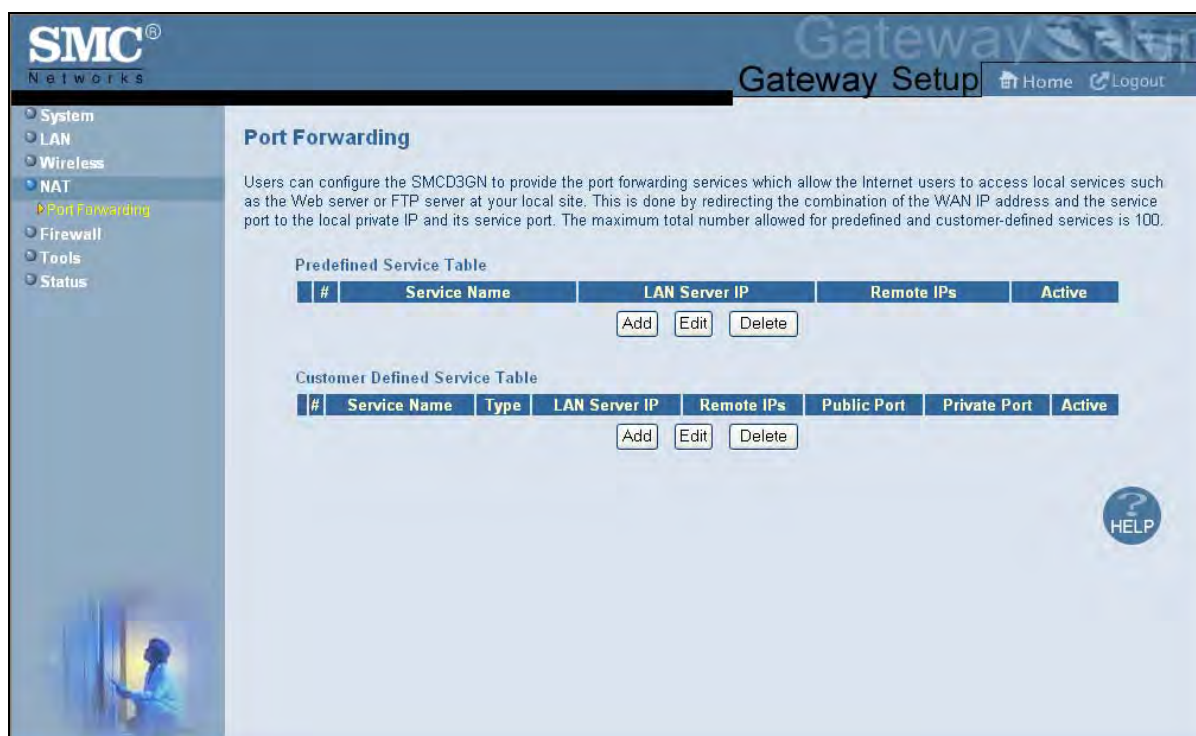 SMC®
Networks
Gateway Setup
Gateway Setup
Home
Logout
System
LAN
Wireless
NAT
Port Forwarding
Firewall
Tools
Status
Port Forwarding
Users can configure the SMCD3GN to provide the port forwarding services which allow the Internet users to access local services such
as the Web server or FTP server at your local site. This is done by redirecting the combination of the WAN IP address and the service
port to the local private IP and its service port. The maximum total number allowed for predefined and customer-defined services is 100.
Predefined Service Table
# Service Name LAN Server IP Remote IPs Active
Add Edit Delete
Customer Defined Service Table
# Service Name Type LAN Server IP Remote IPs Public Port Private Port Active
Add Edit Delete
?
HELP